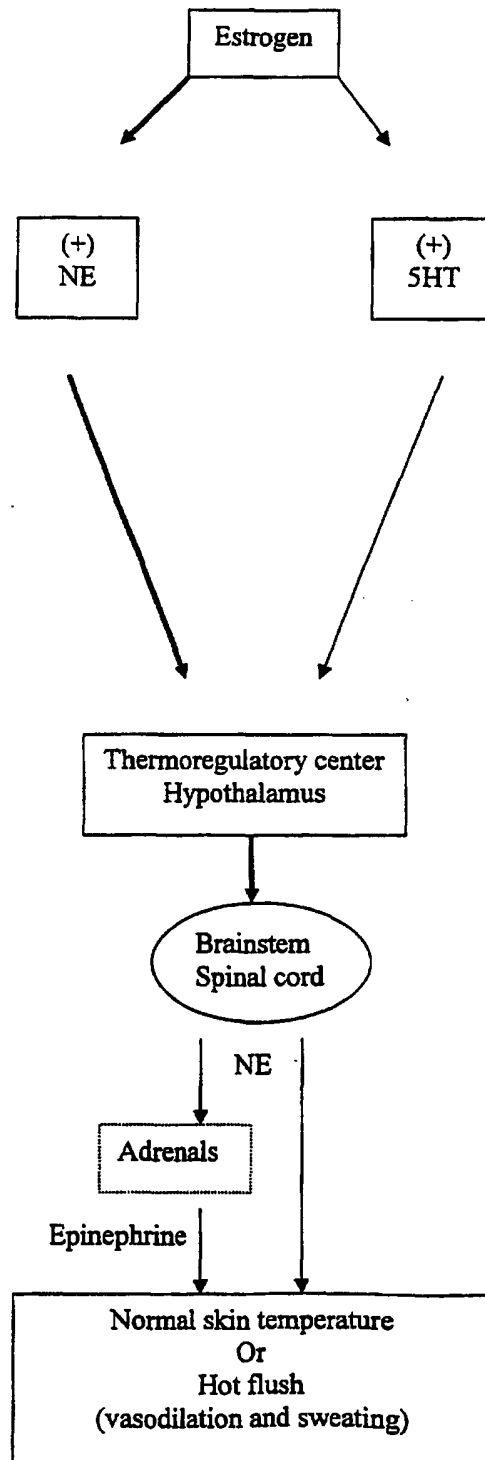 Estrogen
(+)
NE
(+)
5HT
Thermoregulatory center
Hypothalamus
Brainstem
Spinal cord
NE
Adrenals
Epinephrine
Normal skin temperature
Or
Hot flush
(vasodilation and sweating)